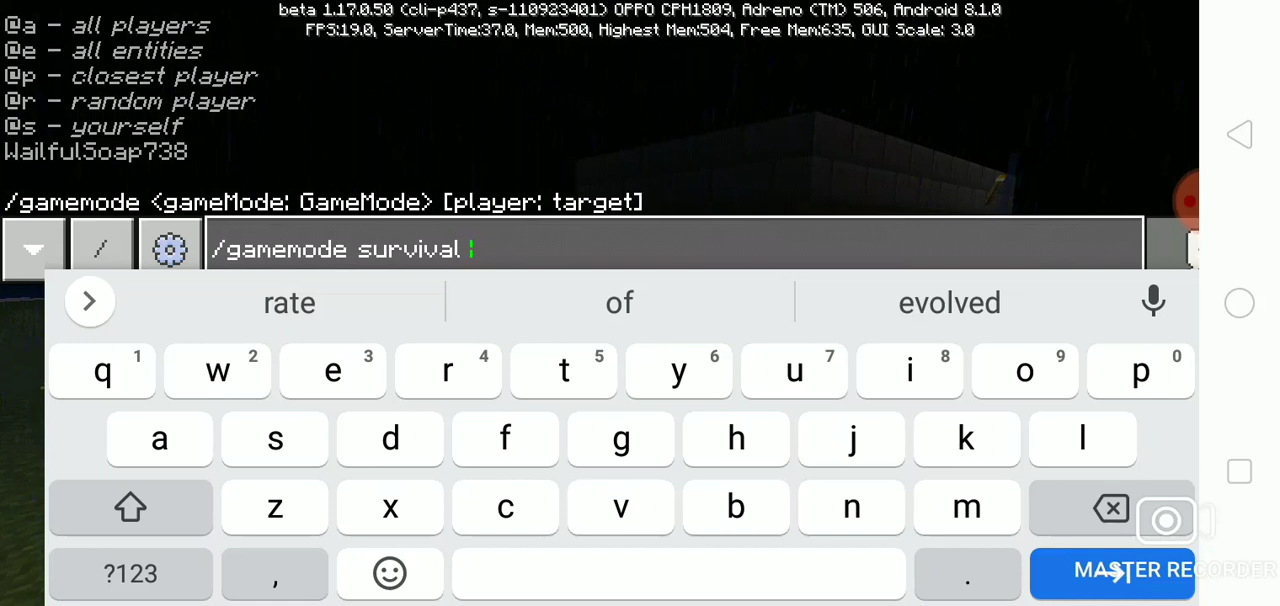 beta 1.17.0.50 (cli-p437, s-110923401) OPPO CPH1809, Adreno (TM) 506, Android 8.1.0
FPS:19.0, ServerTime:37.0, Mem:500, Highest Mem:504, Free Mem:635, GUI Scale: 3.0
@a - all players
@e - all entities
@p - closest player
@r - random player
@s - yourself
WailfulSoap738
/gamemode <gameMode: GameMode> [player: target]
/ /gamemode survival
rate of evolved
q 1 w 2 e 3 r 4 t 5 y 6 u 7 i 8 o 9 p 0
a s d f g h j k l
z x c v b n m
?123 , . MASTER RECORDER